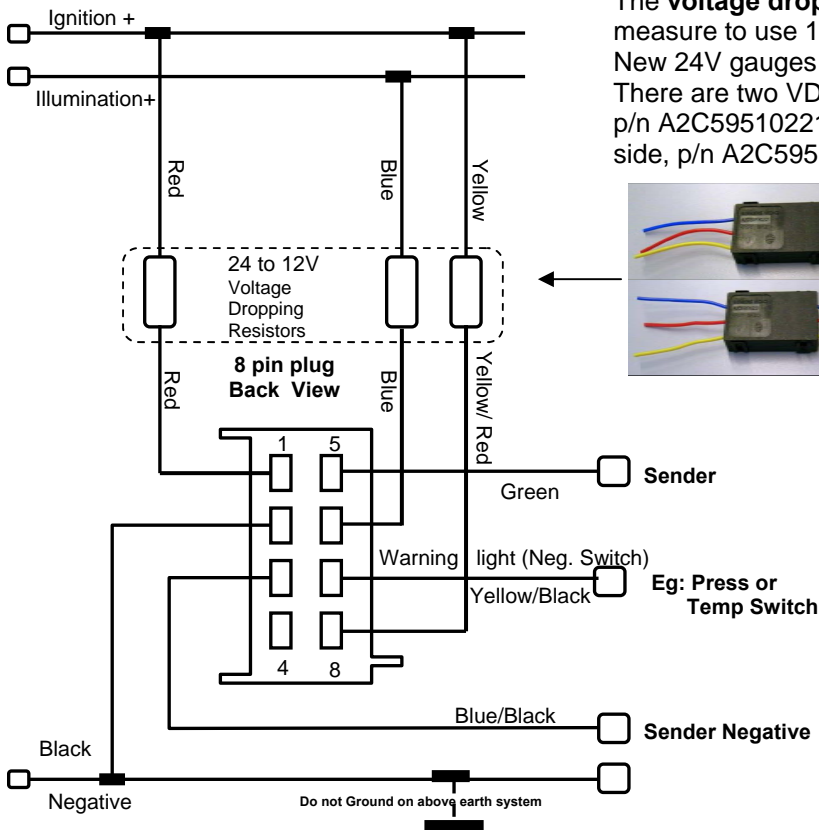 Ignition +
The voltage drop
measure to use 1
New 24V gauges
There are two VD
p/n A2C59510221
side, p/n A2C595
Illumination+
Red
Blue
Yellow
24 to 12V
Voltage
Dropping
Resistors
Red
Blue
Yellow/ Red
8 pin plug
Back View
1 5
Sender
Green
Warning light (Neg. Switch)
Yellow/Black
Eg: Press or
Temp Switch
4 8
Blue/Black
Sender Negative
Black
Negative
Do not Ground on above earth system